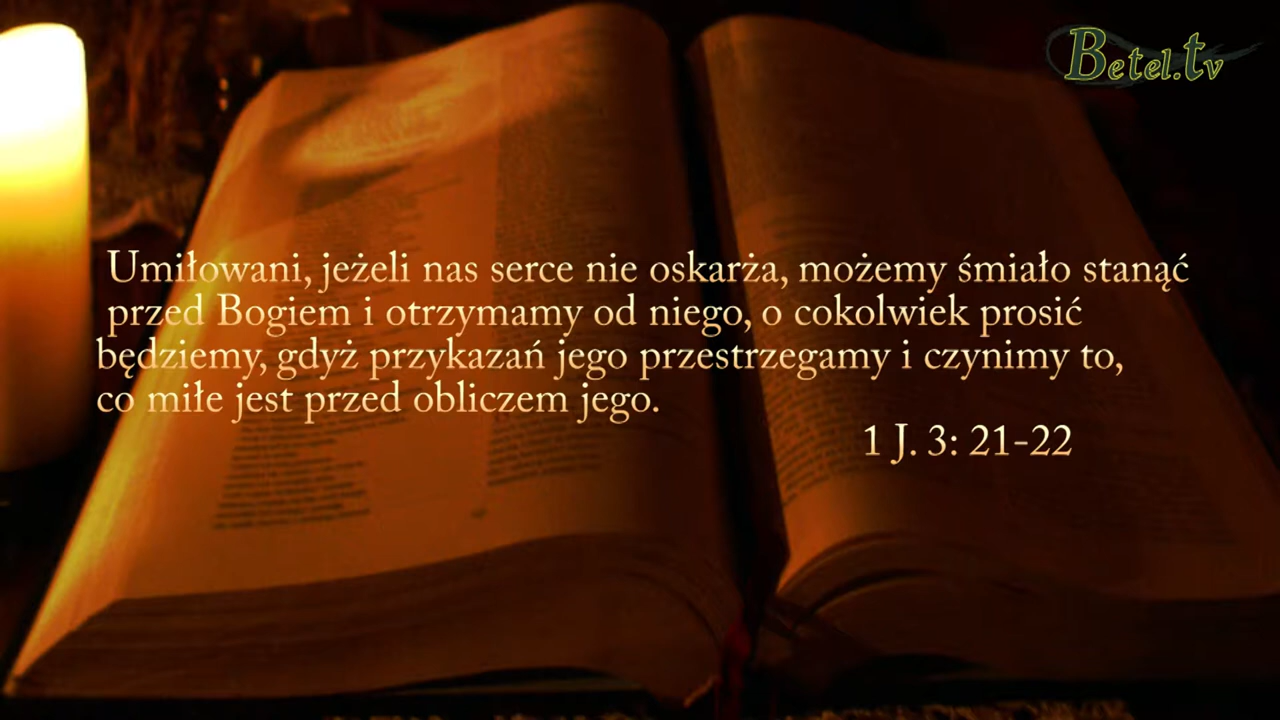 Betel.tv
Umiłowani, jeżeli nas serce nie oskarża, możemy śmiało stanąć
przed Bogiem i otrzymamy od niego, o cokolwiek prosić
będziemy, gdyż przykazań jego przestrzegamy i czynimy to,
co miłe jest przed obliczem jego.
1 J. 3: 21-22